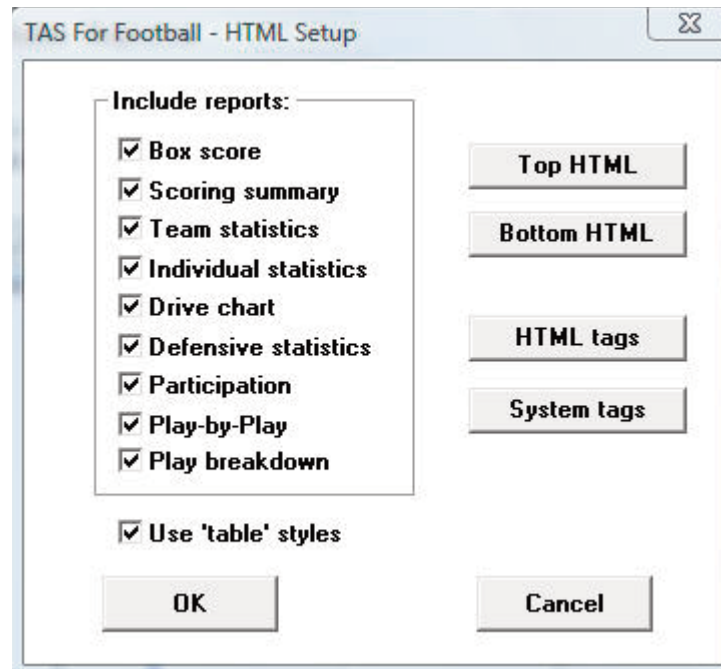 TAS For Football - HTML Setup
Include reports:
Box score
Scoring summary
Team statistics
Individual statistics
Drive chart
Defensive statistics
Participation
Play-by-Play
Play breakdown
Use 'table' styles
Top HTML
Bottom HTML
HTML tags
System tags
OK
Cancel